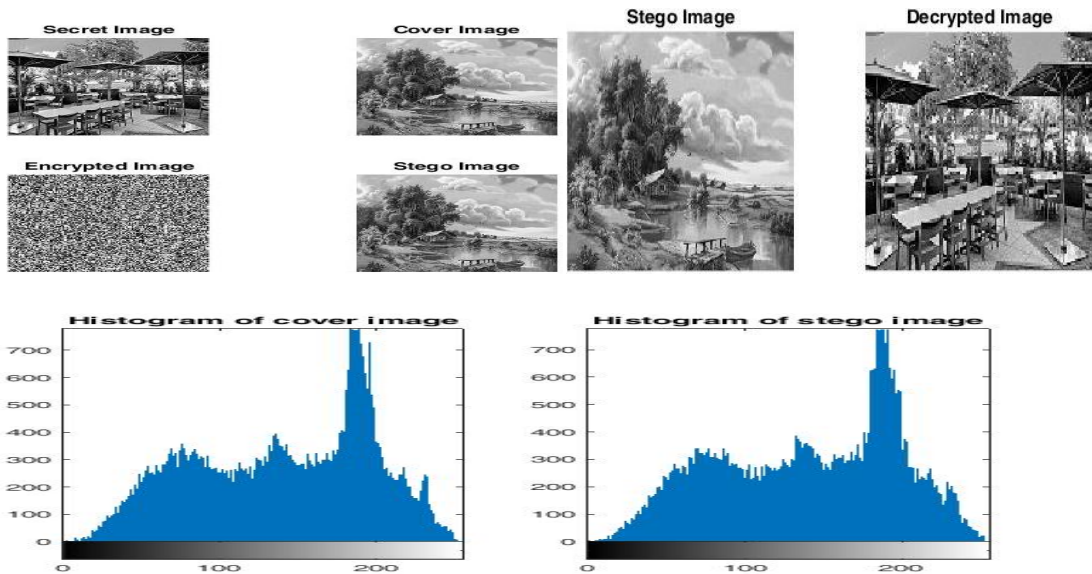 Secret Image
Cover Image
Stego Image
Decrypted Image
Encrypted Image
Stego Image
Histogram of cover image
700
600
500
400
300
200
100
0
0
100
200
Histogram of stego image
700
600
500
400
300
200
100
0
0
100
200